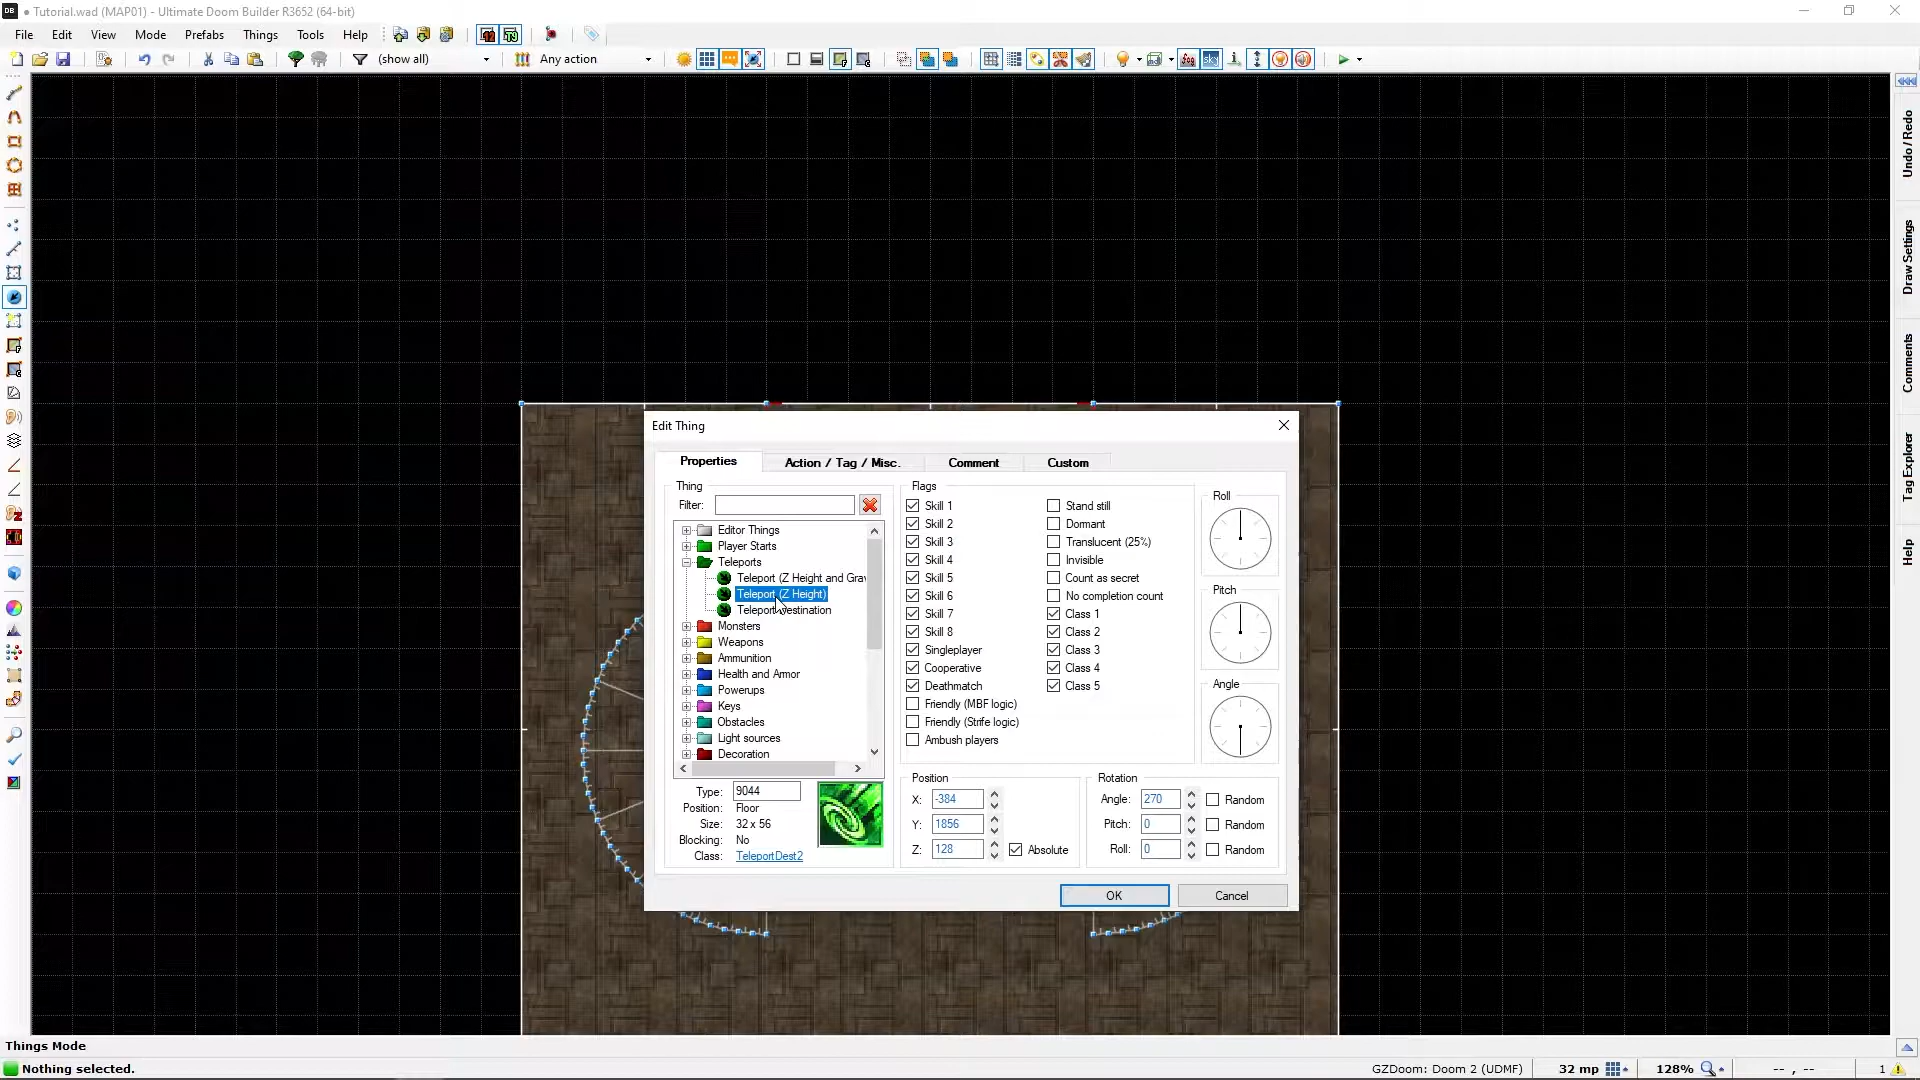 • Tutorial.wad (MAP01) - Ultimate Doom Builder R3652 (64-bit)
File Edit View Mode Prefabs Things Tools Help
(show all) Any action
Undo / Redo
Draw Settings
Comments
Tag Explorer
Help
Edit Thing
Properties Action / Tag / Misc. Comment Custom
Thing
Filter:
Editor Things
Player Starts
Teleports
Teleport (Z Height and Grav
Teleport (Z Height)
Teleport Destination
Monsters
Weapons
Ammunition
Health and Armor
Powerups
Keys
Obstacles
Light sources
Decoration
Type: 9044
Position: Floor
Size: 32 x 56
Blocking: No
Class: TeleportDest2
Flags
Skill 1
Skill 2
Skill 3
Skill 4
Skill 5
Skill 6
Skill 7
Skill 8
Singleplayer
Cooperative
Deathmatch
Friendly (MBF logic)
Friendly (Strife logic)
Ambush players
Stand still
Dormant
Translucent (25%)
Invisible
Count as secret
No completion count
Class 1
Class 2
Class 3
Class 4
Class 5
Roll
Pitch
Angle
Position
X: -384
Y: 1856
Z: 128 Absolute
Rotation
Angle: 270 Random
Pitch: 0 Random
Roll: 0 Random
OK Cancel
Things Mode
Nothing selected. GZDoom: Doom 2 (UDMF) 32 mp 128% -- , -- 1